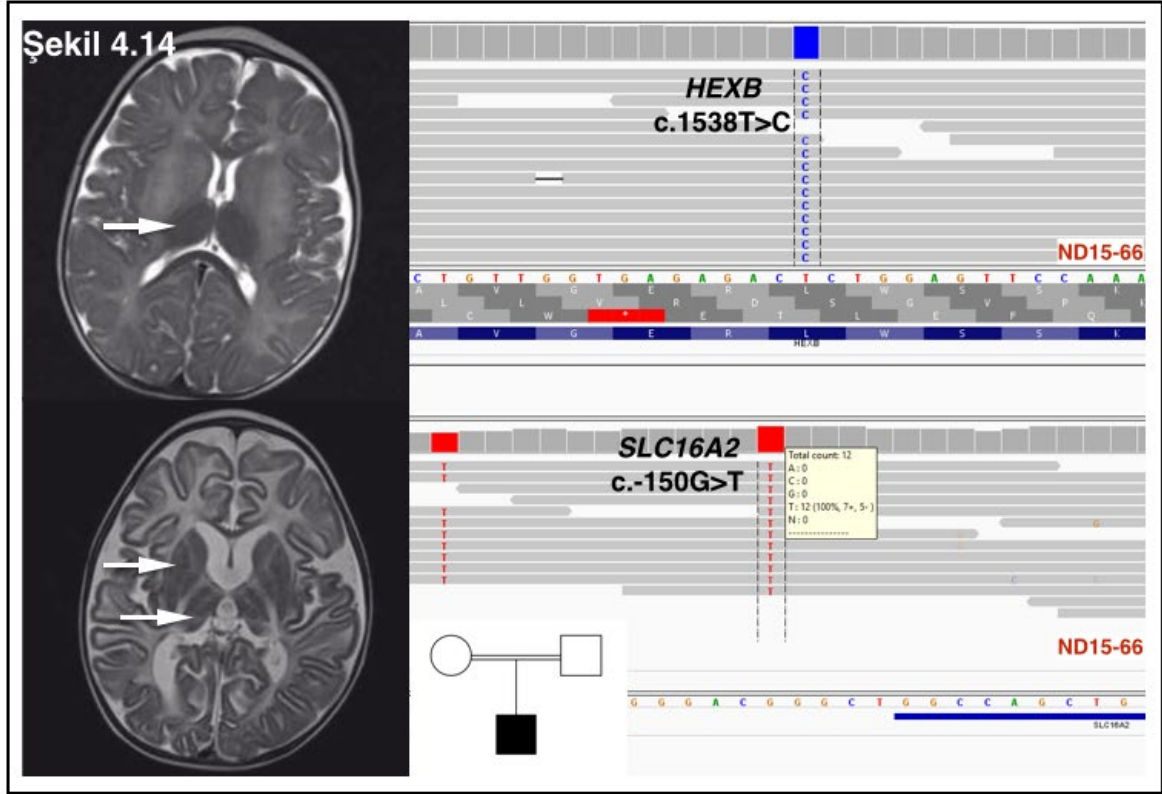 Şekil 4.14
HEXB
c.1538T>C
C
C
C
C
C
C
C
C
C
C
C
C
C
C
ND15-66
C T G T T G G T G A G A G A C T C T G G A G T T C C A A A
A V G E R L W S S K
L L V R D S G V P K
C W * E T L E F Q
A V G E R L W S S K
HEXB
SLC16A2
c.-150G>T
Total count: 12
A : 0
C : 0
G : 0
T : 12 (100%, 7+, 5- )
N : 0
---------------
T T
T T
T
T T
T T
T T
T T
T T
T T
T
G
C
ND15-66
G G G A C G G G C T G G C C A G C T G
SLC16A2